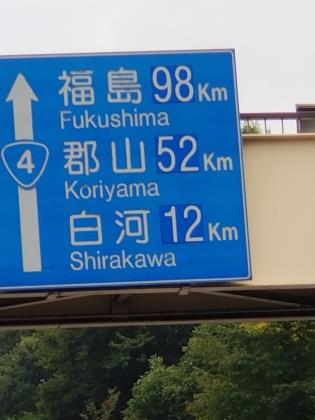 福島 98 Km
Fukushima
4
郡山 52 Km
Koriyama
白河 12 Km
Shirakawa